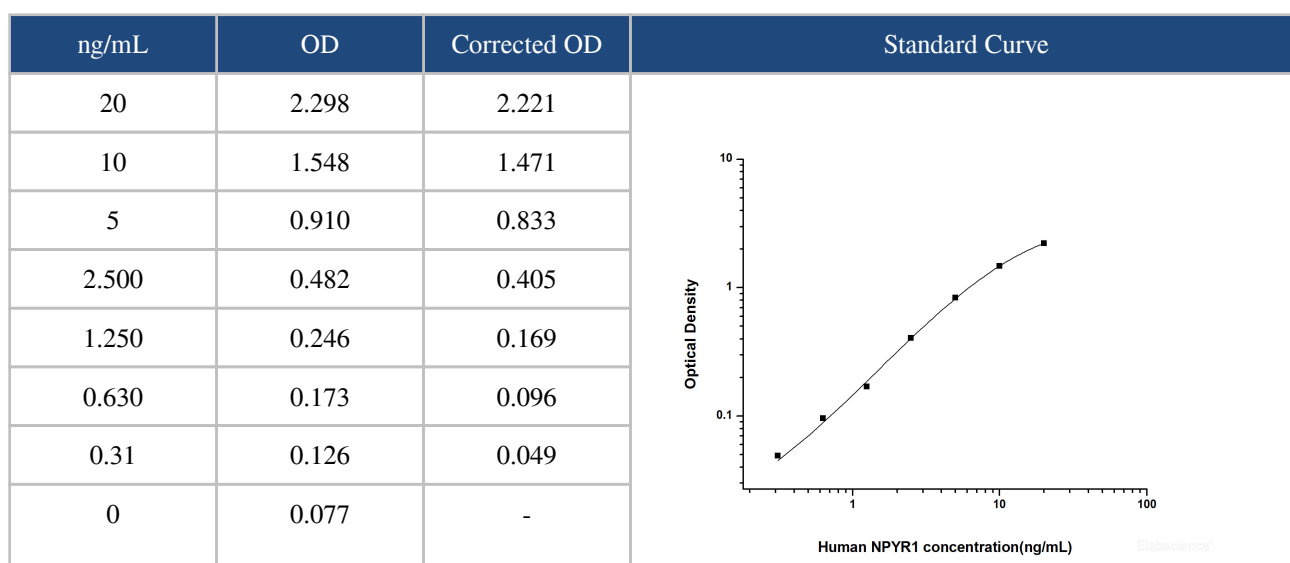 ng/mL OD Corrected OD Standard Curve
20 2.298 2.221
10 1.548 1.471
5 0.910 0.833
2.500 0.482 0.405
1.250 0.246 0.169
0.630 0.173 0.096
0.31 0.126 0.049
0 0.077 -
10
1
0.1
Optical Density
1 10 100
Human NPYR1 concentration(ng/mL)
Elabscience®